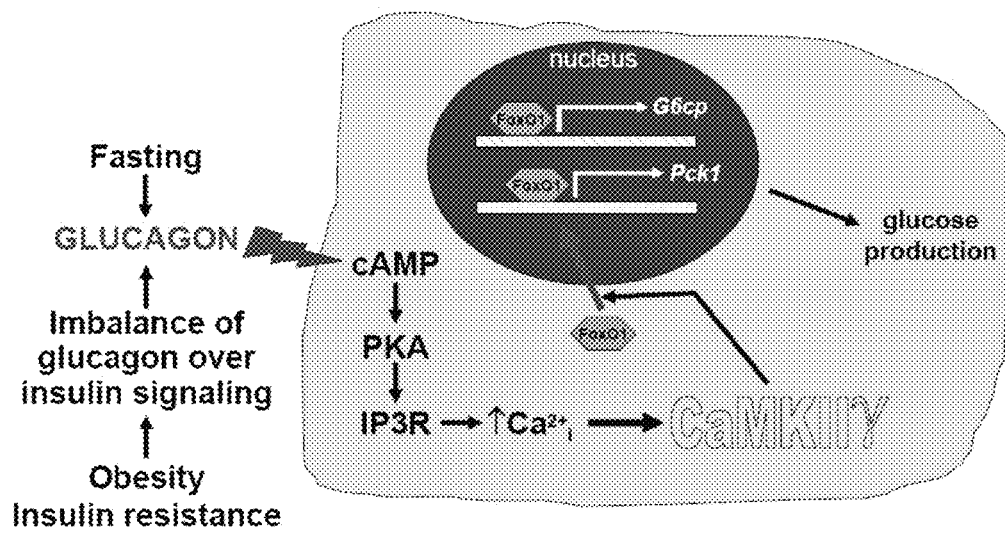 nucleus
FoxO1
G6cp
FoxO1
Pck1
Fasting
GLUCAGON
cAMP
glucose
production
Imbalance of
glucagon over
insulin signaling
FoxO1
PKA
IP3R
↑Ca²⁺i
CaMKIIγ
Obesity
Insulin resistance